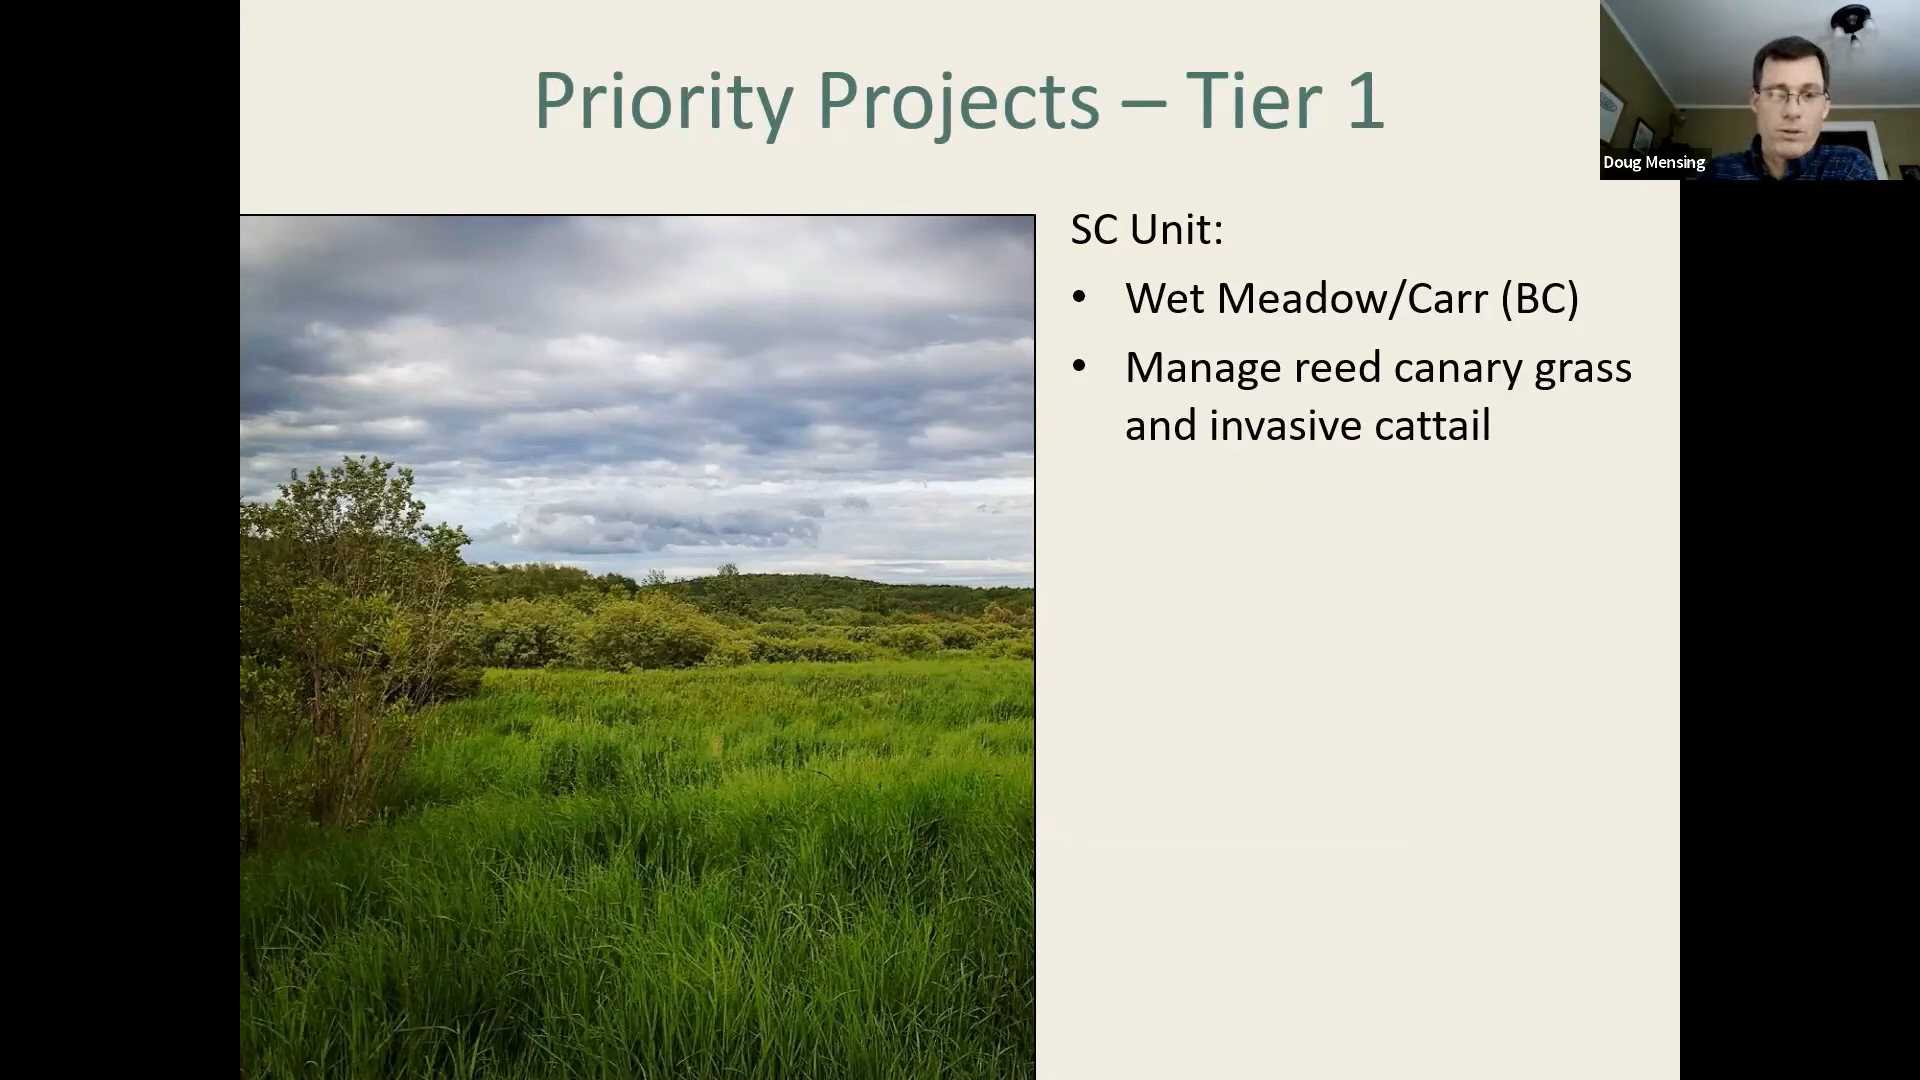 Priority Projects – Tier 1
Doug Mensing
SC Unit:
• Wet Meadow/Carr (BC)
• Manage reed canary grass
and invasive cattail